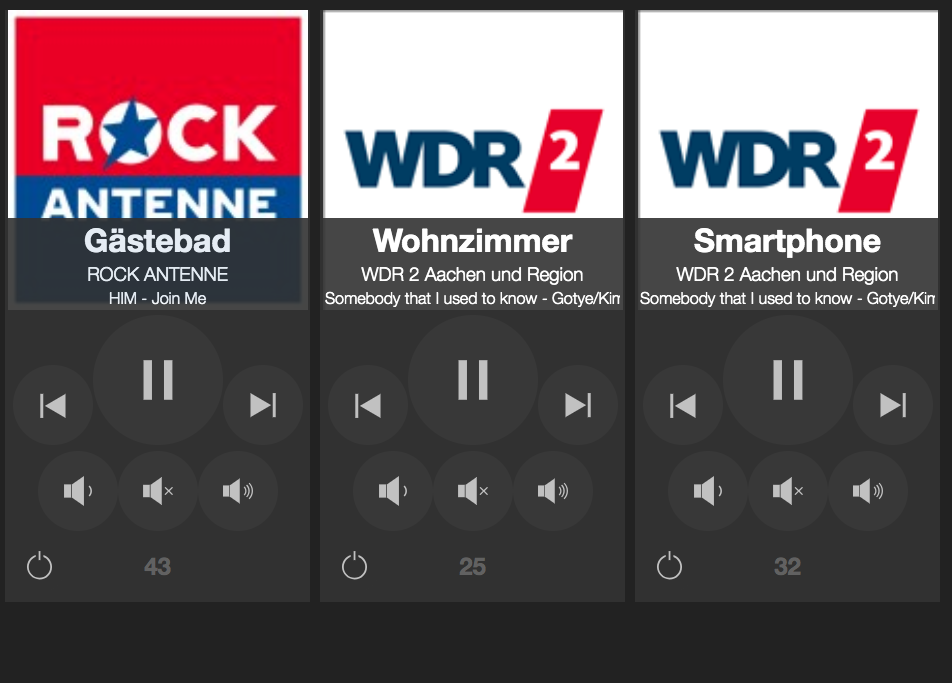 ROCK
ANTENNE
Gästebad
ROCK ANTENNE
HIM - Join Me
43
WDR 2
Wohnzimmer
WDR 2 Aachen und Region
Somebody that I used to know - Gotye/Kim
25
WDR 2
Smartphone
WDR 2 Aachen und Region
Somebody that I used to know - Gotye/Kim
32